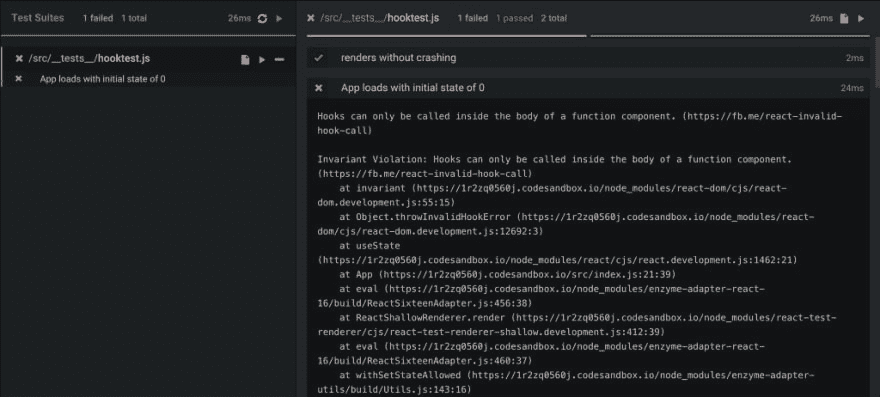 Test Suites 1 failed 1 total 26ms
/src/__tests__/hooktest.js
App loads with initial state of 0
/src/__tests__/hooktest.js 1 failed 1 passed 2 total 26ms
renders without crashing 2ms
App loads with initial state of 0 24ms
Hooks can only be called inside the body of a function component. (https://fb.me/react-invalid-
hook-call)
Invariant Violation: Hooks can only be called inside the body of a function component.
(https://fb.me/react-invalid-hook-call)
at invariant (https://1r2zq0560j.codesandbox.io/node_modules/react-dom/cjs/react-
dom.development.js:55:15)
at Object.throwInvalidHookError (https://1r2zq0560j.codesandbox.io/node_modules/react-
dom/cjs/react-dom.development.js:12692:3)
at useState
(https://1r2zq0560j.codesandbox.io/node_modules/react/cjs/react.development.js:1462:21)
at App (https://1r2zq0560j.codesandbox.io/src/index.js:21:39)
at eval (https://1r2zq0560j.codesandbox.io/node_modules/enzyme-adapter-react-
16/build/ReactSixteenAdapter.js:456:38)
at ReactShallowRenderer.render (https://1r2zq0560j.codesandbox.io/node_modules/react-test-
renderer/cjs/react-test-renderer-shallow.development.js:412:39)
at eval (https://1r2zq0560j.codesandbox.io/node_modules/enzyme-adapter-react-
16/build/ReactSixteenAdapter.js:460:37)
at withSetStateAllowed (https://1r2zq0560j.codesandbox.io/node_modules/enzyme-adapter-
utils/build/Utils.js:143:16)